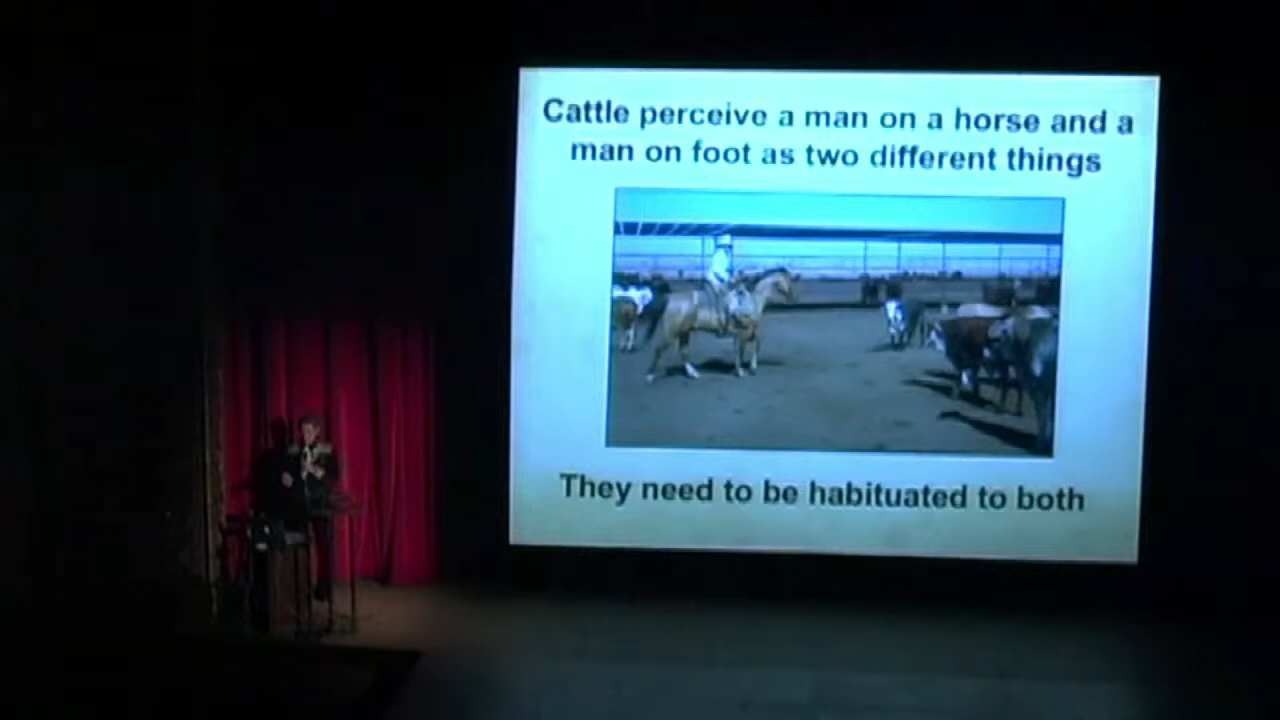 Cattle perceive a man on a horse and a
man on foot as two different things
They need to be habituated to both